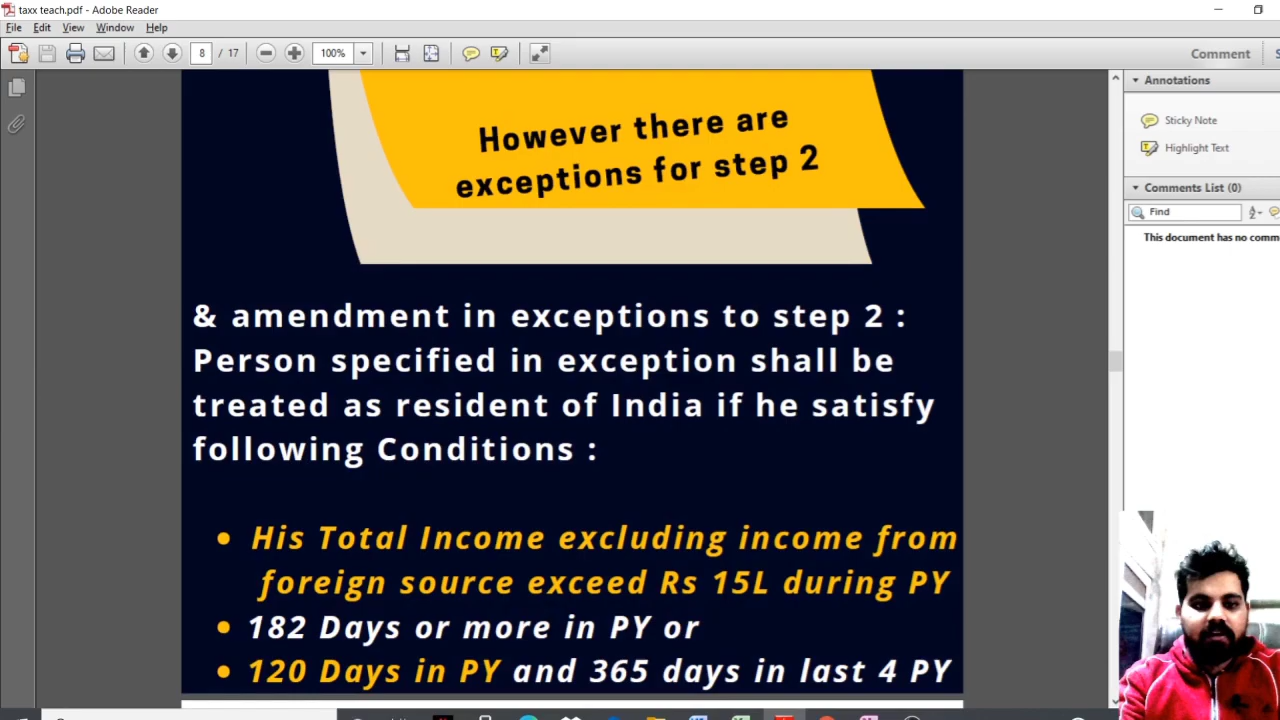 taxx teach.pdf - Adobe Reader
File Edit View Window Help
8 / 17 100% Comment
Annotations
Sticky Note
Highlight Text
Comments List (0)
Find
This document has no comm
However there are
exceptions for step 2
& amendment in exceptions to step 2 :
Person specified in exception shall be
treated as resident of India if he satisfy
following Conditions :
• His Total Income excluding income from
foreign source exceed Rs 15L during PY
• 182 Days or more in PY or
• 120 Days in PY and 365 days in last 4 PY